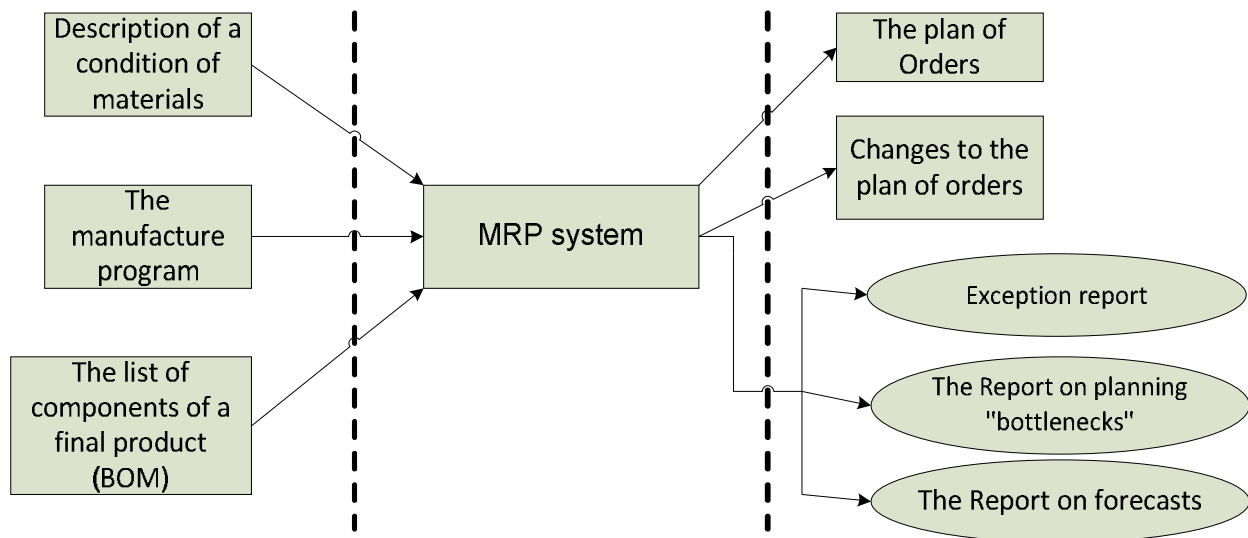 Description of a
condition of
materials
The
manufacture
program
The list of
components of a
final product
(BOM)
MRP system
The plan of
Orders
Changes to the
plan of orders
Exception report
The Report on planning
"bottlenecks"
The Report on forecasts